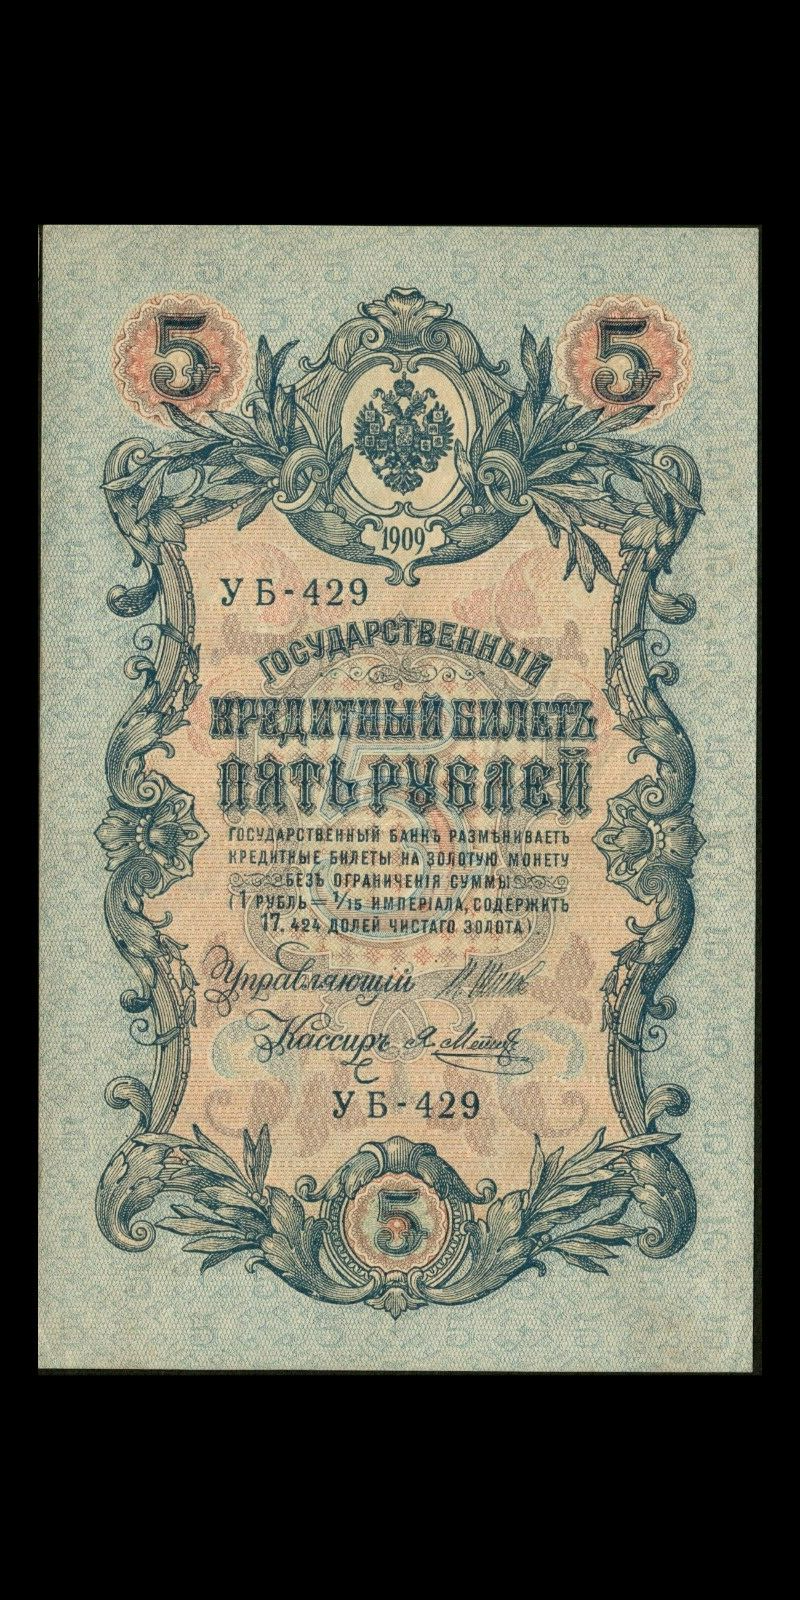 5
5
1909
УБ-429
ГОСУДАРСТВЕННЫЙ
КРЕДИТНЫЙ БИЛЕТЪ
ПЯТЬ РУБЛЕЙ
ГОСУДАРСТВЕННЫЙ БАНКЪ РАЗМѢНИВАЕТЪ
КРЕДИТНЫЕ БИЛЕТЫ НА ЗОЛОТУЮ МОНЕТУ
БЕЗЪ ОГРАНИЧЕНІЯ СУММЫ
(1 РУБЛЬ = 1/15 ИМПЕРІАЛА, СОДЕРЖИТЪ
17. 424 ДОЛЕЙ ЧИСТАГО ЗОЛОТА).
Управляющій
Кассиръ
УБ-429
5